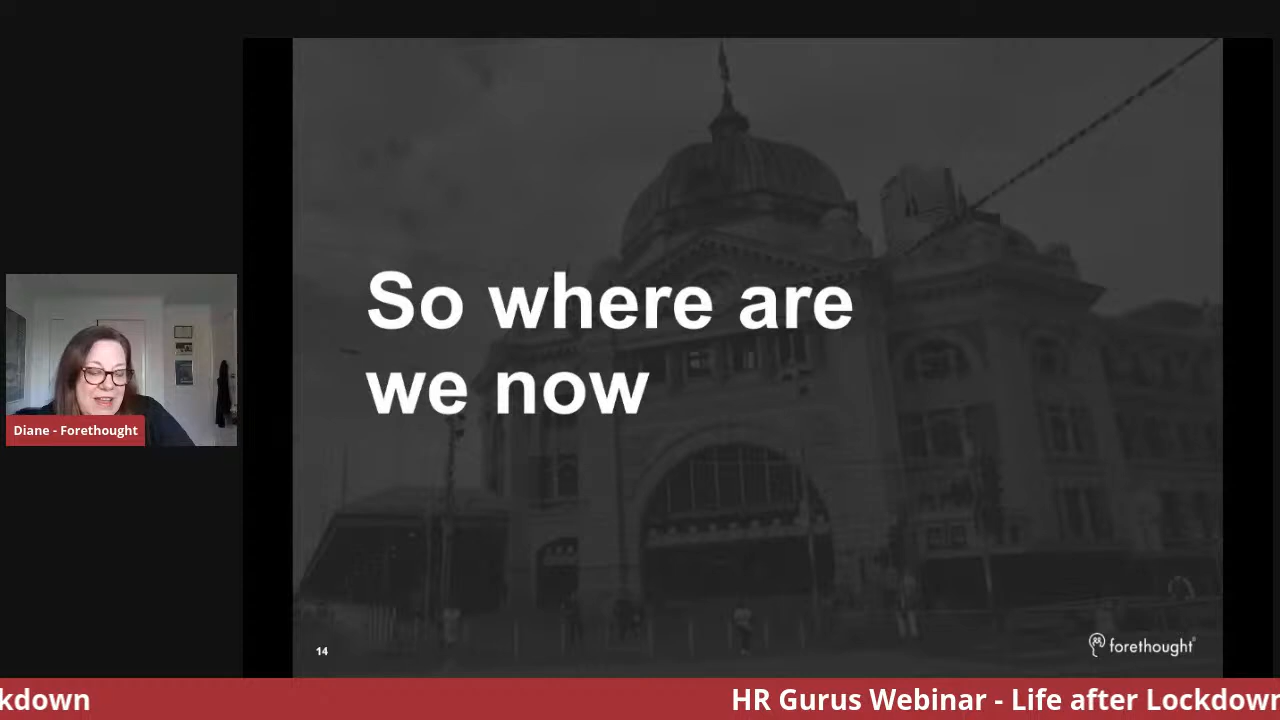 So where are
we now
Diane - Forethought
14
forethought
kdown
HR Gurus Webinar - Life after Lockdown